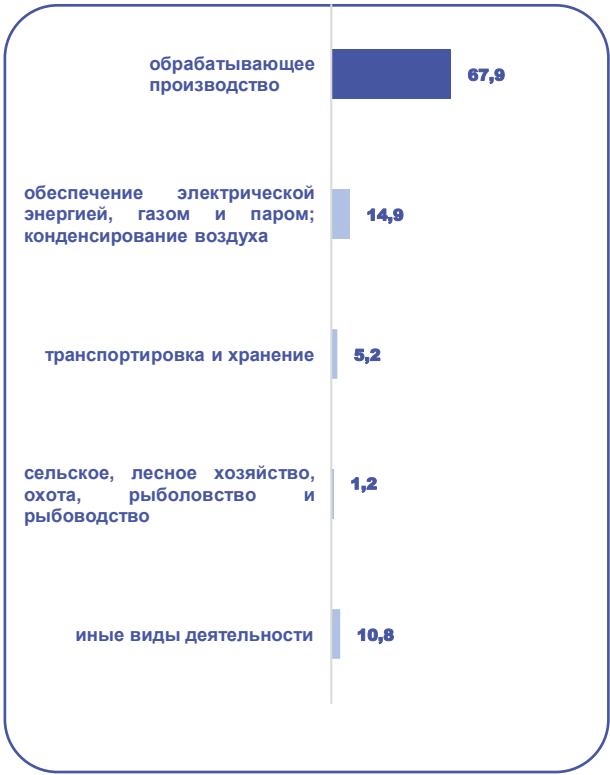 обрабатывающее
производство
67,9
обеспечение электрической
энергией, газом и паром;
конденсирование воздуха
14,9
транспортировка и хранение
5,2
сельское, лесное хозяйство,
охота, рыболовство и
рыбоводство
1,2
иные виды деятельности
10,8